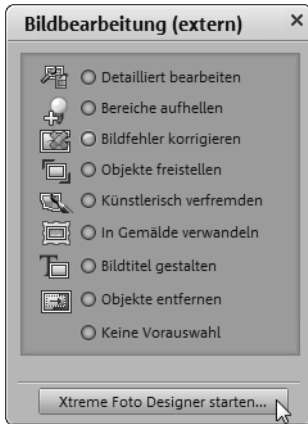 Bildbearbeitung (extern)
Detailliert bearbeiten
Bereiche aufhellen
Bildfehler korrigieren
Objekte freistellen
Künstlerisch verfremden
In Gemälde verwandeln
Bildtitel gestalten
Objekte entfernen
Keine Vorauswahl
Xtreme Foto Designer starten...